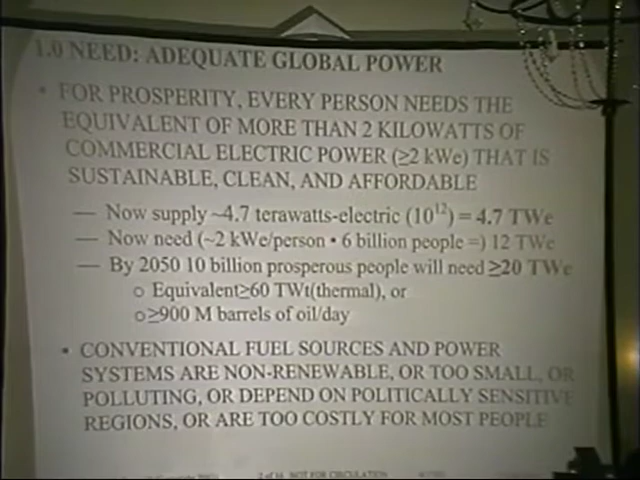 1.0 NEED: ADEQUATE GLOBAL POWER
• FOR PROSPERITY, EVERY PERSON NEEDS THE
EQUIVALENT OF MORE THAN 2 KILOWATTS OF
COMMERCIAL ELECTRIC POWER (≥2 kWe) THAT IS
SUSTAINABLE, CLEAN, AND AFFORDABLE
— Now supply ~4.7 terawatts-electric (10¹²) = 4.7 TWe
— Now need (~2 kWe/person • 6 billion people =) 12 TWe
— By 2050 10 billion prosperous people will need ≥20 TWe
o Equivalent≥60 TWt(thermal), or
o≥900 M barrels of oil/day
• CONVENTIONAL FUEL SOURCES AND POWER
SYSTEMS ARE NON-RENEWABLE, OR TOO SMALL, OR
POLLUTING, OR DEPEND ON POLITICALLY SENSITIVE
REGIONS, OR ARE TOO COSTLY FOR MOST PEOPLE
NOT FOR CIRCULATION